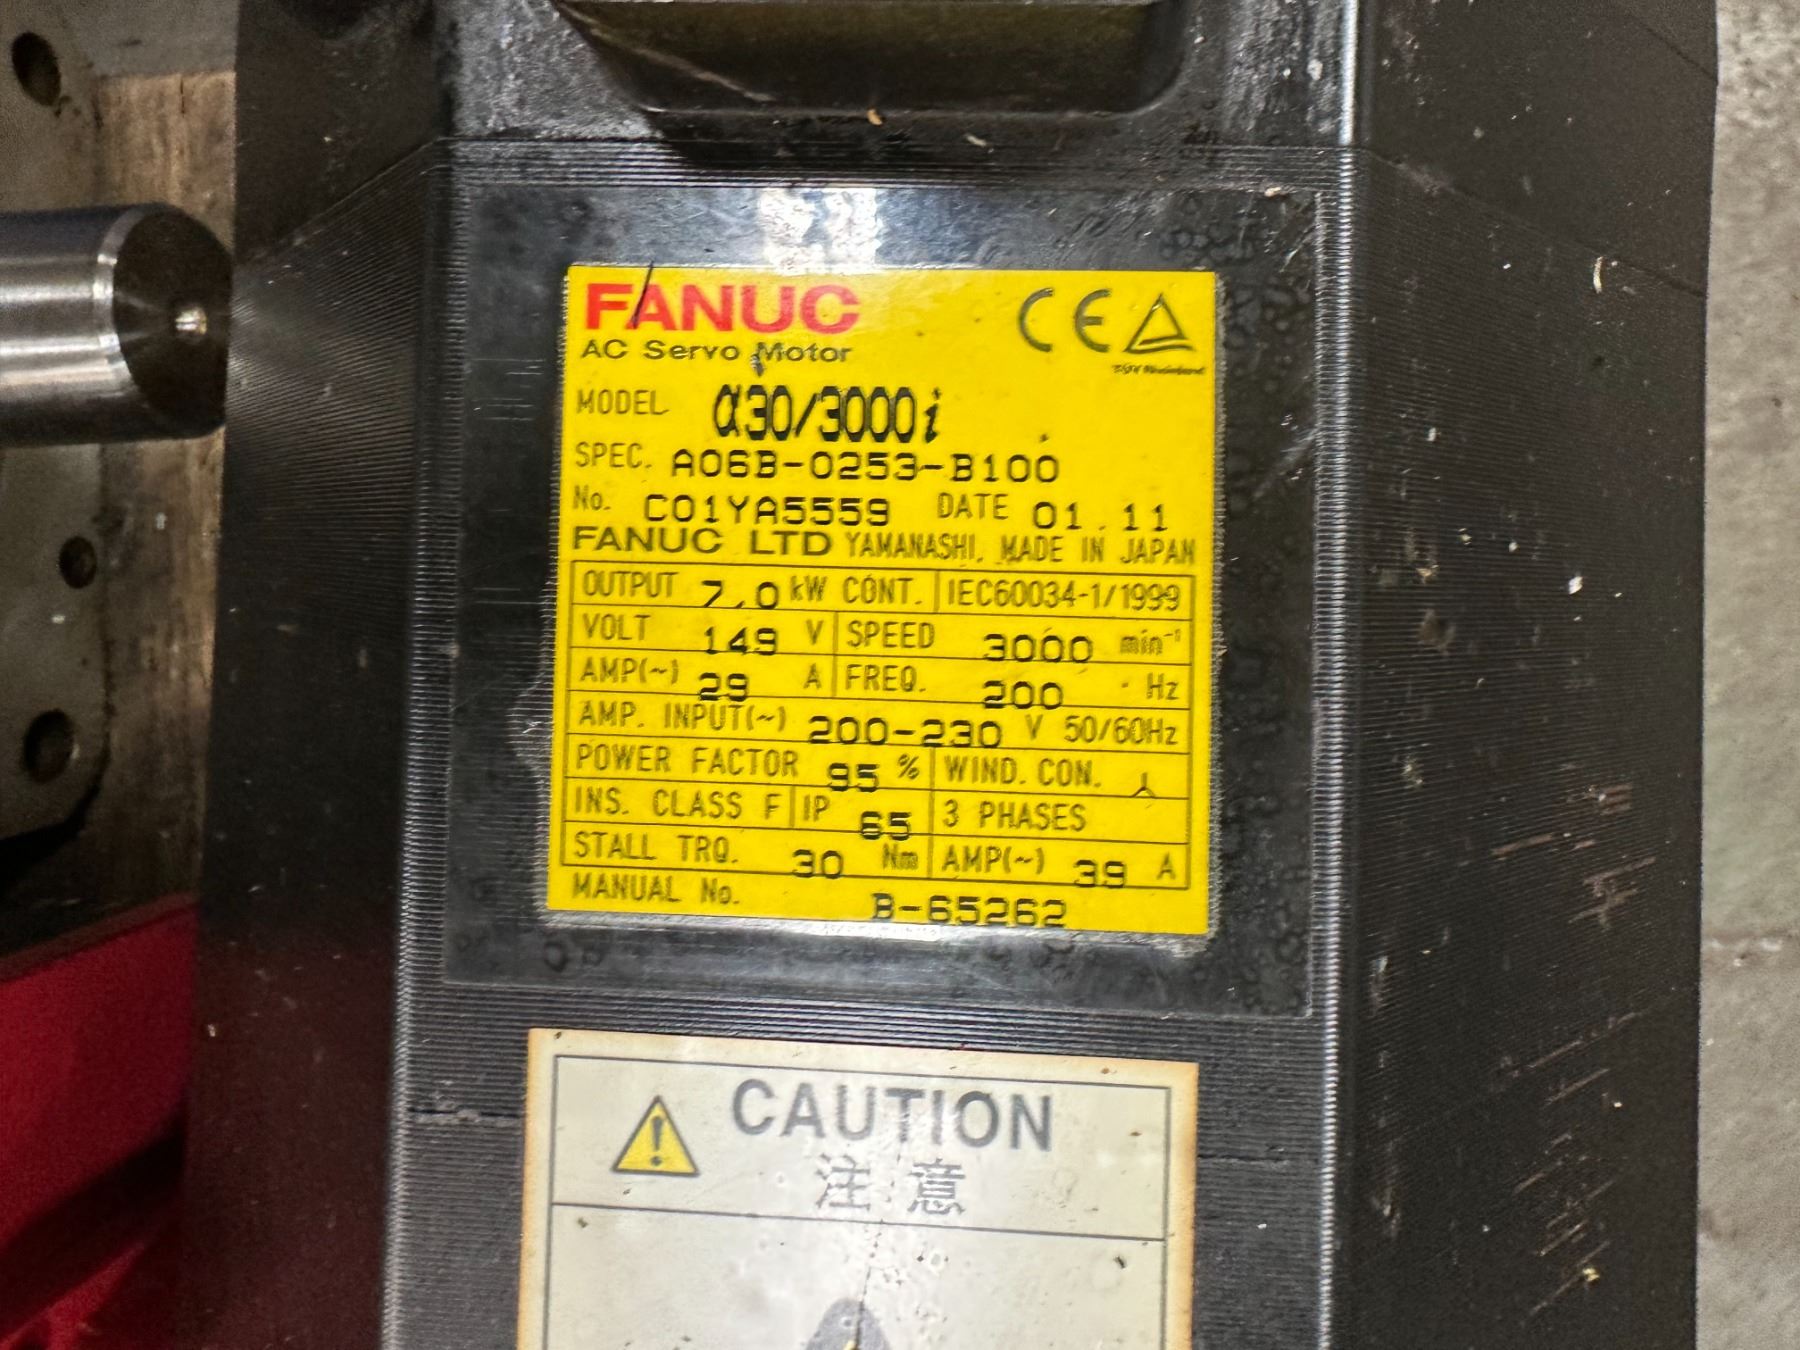 FANUC
CE
AC Servo Motor
TÜV Rheinland
MODEL α30/3000i
SPEC. A06B-0253-B100
No. C01YA5559 DATE 01.11
FANUC LTD YAMANASHI, MADE IN JAPAN
OUTPUT 7.0 kW CONT. IEC60034-1/1999
VOLT 149 V SPEED 3000 min⁻¹
AMP(~) 29 A FREQ. 200 Hz
AMP. INPUT(~) 200-230 V 50/60Hz
POWER FACTOR 95 % WIND. CON. 人
INS. CLASS F IP 65 3 PHASES
STALL TRQ. 30 Nm AMP(~) 39 A
MANUAL No. B-65262
CAUTION
注意